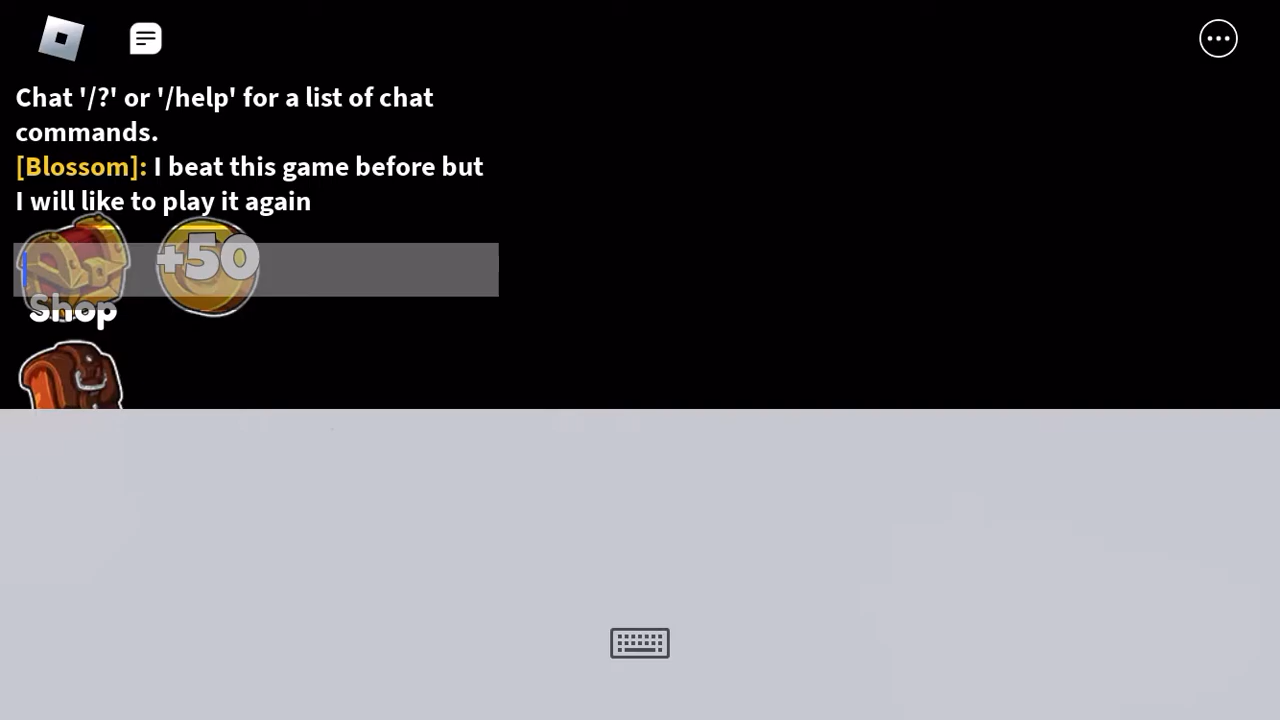 Chat '/?' or '/help' for a list of chat
commands.
[Blossom]: I beat this game before but
I will like to play it again
+50
Shop